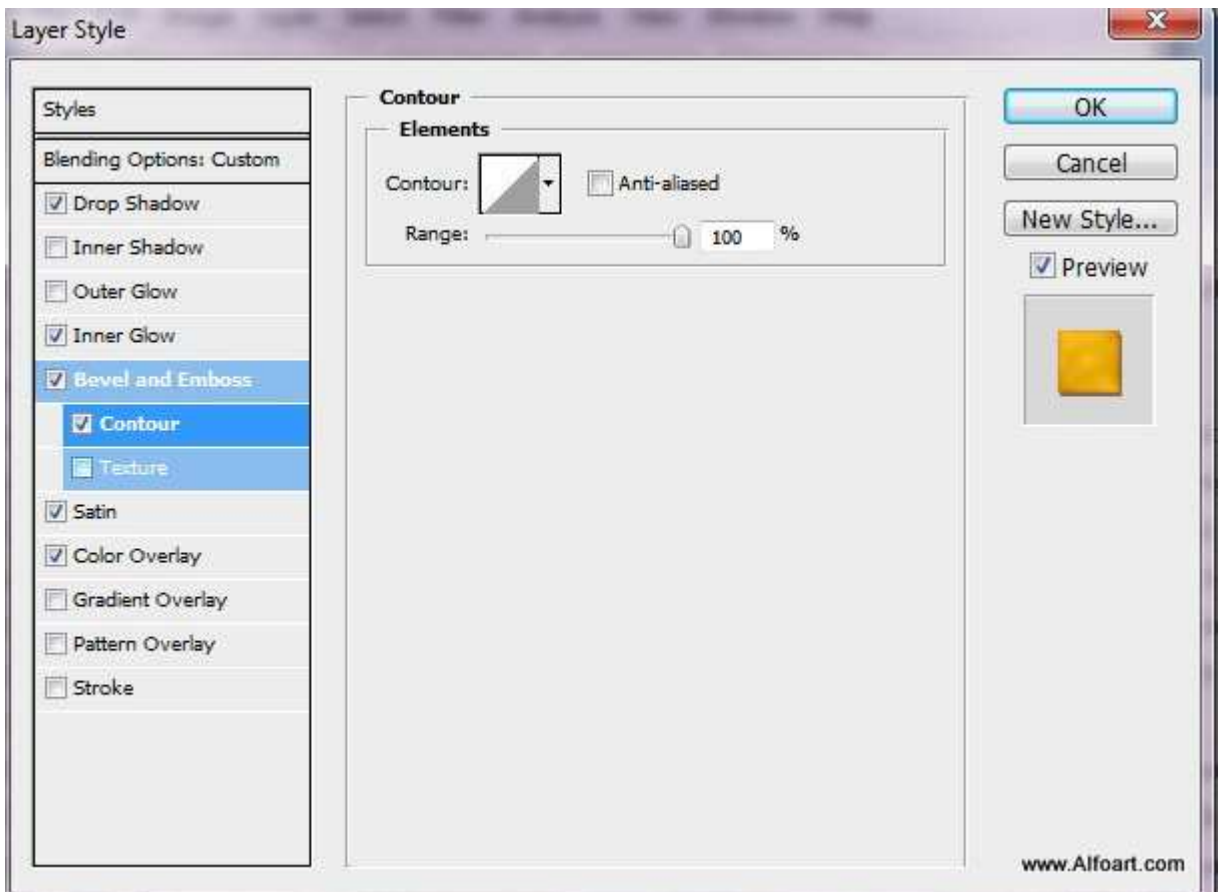 Layer Style
Styles
Blending Options: Custom
Drop Shadow
Inner Shadow
Outer Glow
Inner Glow
Bevel and Emboss
Contour
Texture
Satin
Color Overlay
Gradient Overlay
Pattern Overlay
Stroke
Contour
Elements
Contour:
Anti-aliased
Range:
100
%
OK
Cancel
New Style...
Preview
www.Alfoart.com